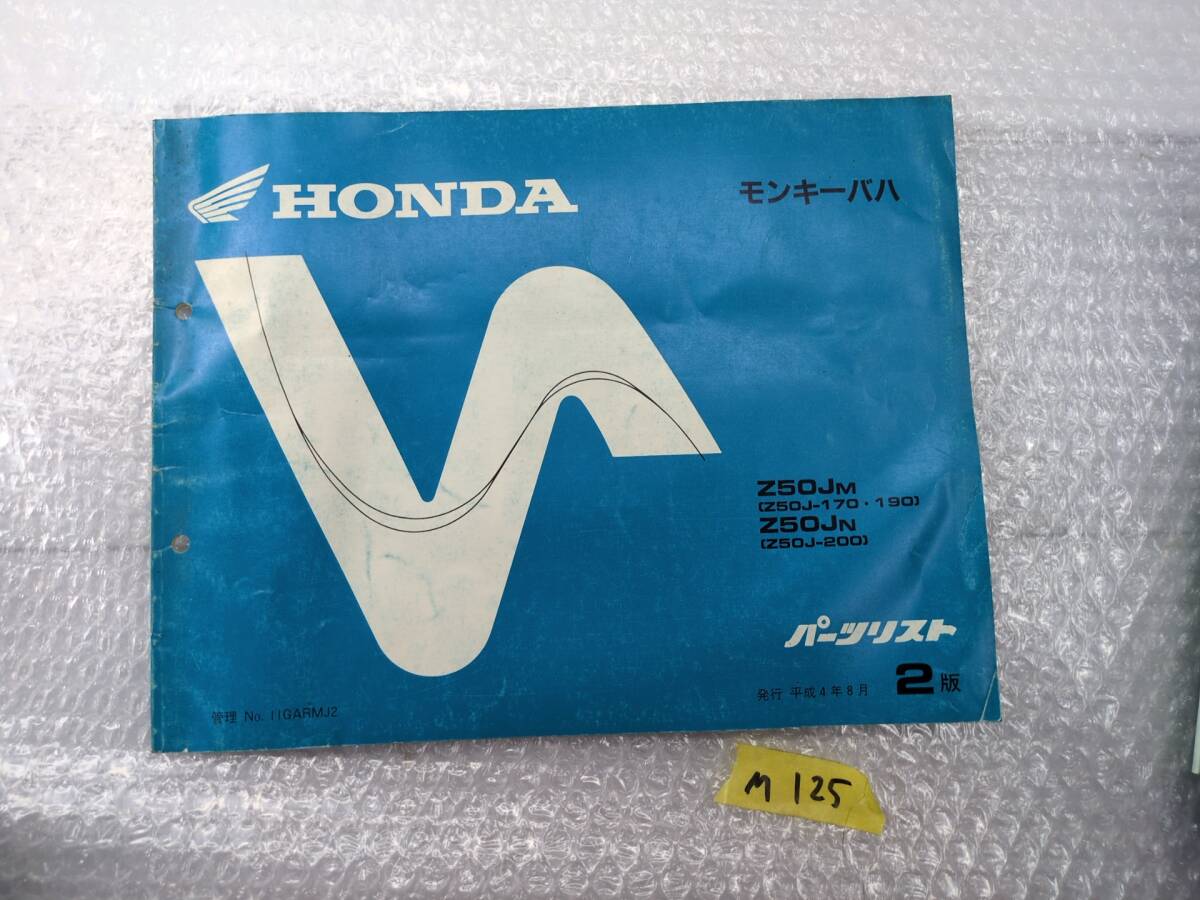 HONDA
モンキーバハ
Z50JM
(Z50J-170・190)
Z50JN
(Z50J-200)
パーツリスト
発行 平成4年8月 2版
管理 No. 11GARMJ2
M 125